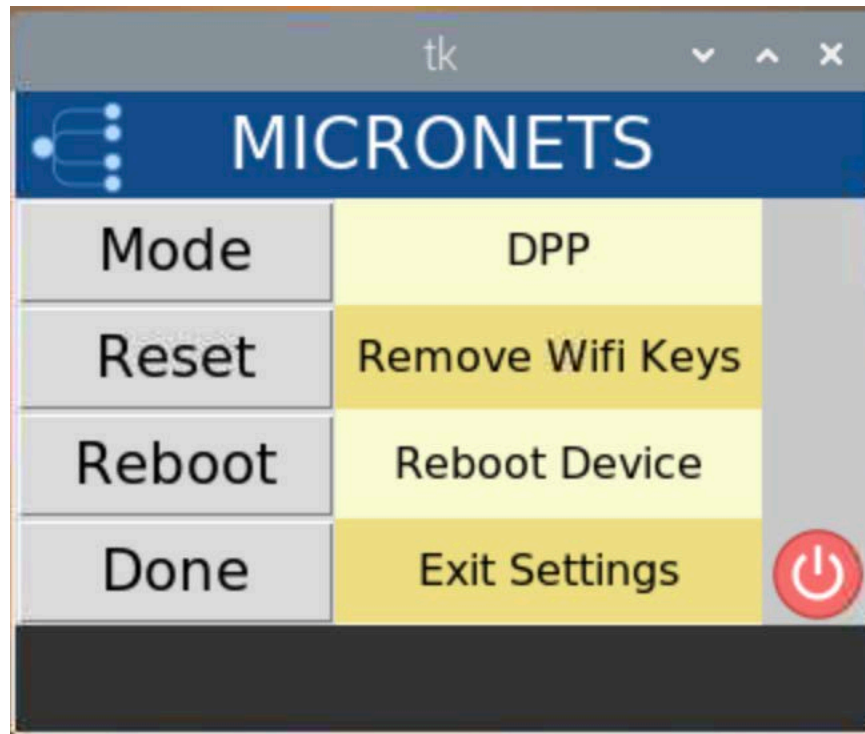 tk
MICRONETS
Mode DPP
Reset Remove Wifi Keys
Reboot Reboot Device
Done Exit Settings